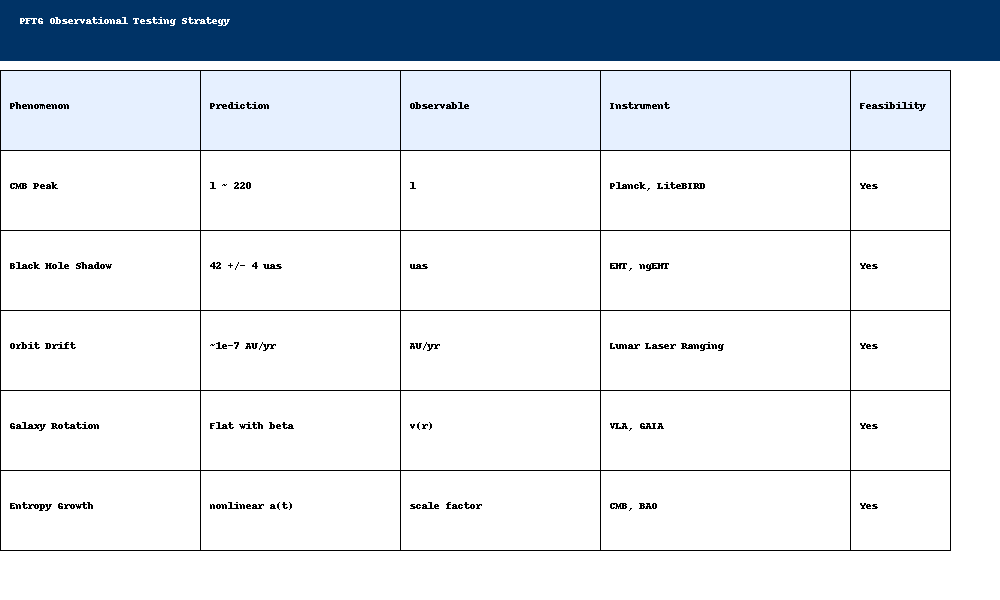 PFTG Observational Testing Strategy
Phenomenon Prediction Observable Instrument Feasibility
CMB Peak l ~ 220 l Planck, LiteBIRD Yes
Black Hole Shadow 42 +/- 4 uas uas EHT, ngEHT Yes
Orbit Drift ~1e-7 AU/yr AU/yr Lunar Laser Ranging Yes
Galaxy Rotation Flat with beta v(r) VLA, GAIA Yes
Entropy Growth nonlinear a(t) scale factor CMB, BAO Yes